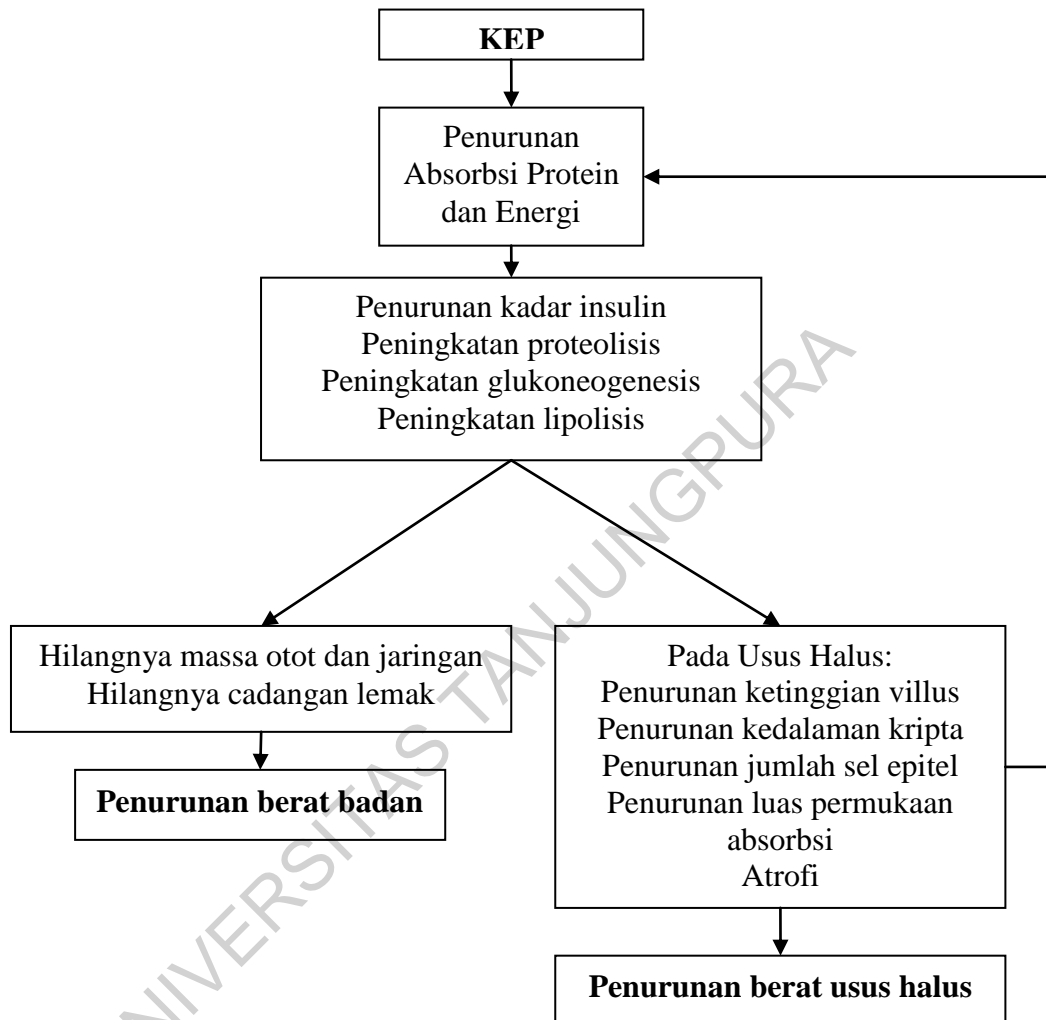 KEP
Penurunan
Absorbsi Protein
dan Energi
Penurunan kadar insulin
Peningkatan proteolisis
Peningkatan glukoneogenesis
Peningkatan lipolisis
Hilangnya massa otot dan jaringan
Hilangnya cadangan lemak
Penurunan berat badan
Pada Usus Halus:
Penurunan ketinggian villus
Penurunan kedalaman kripta
Penurunan jumlah sel epitel
Penurunan luas permukaan
absorbsi
Atrofi
Penurunan berat usus halus
UNIVERSITAS TANJUNGPURA